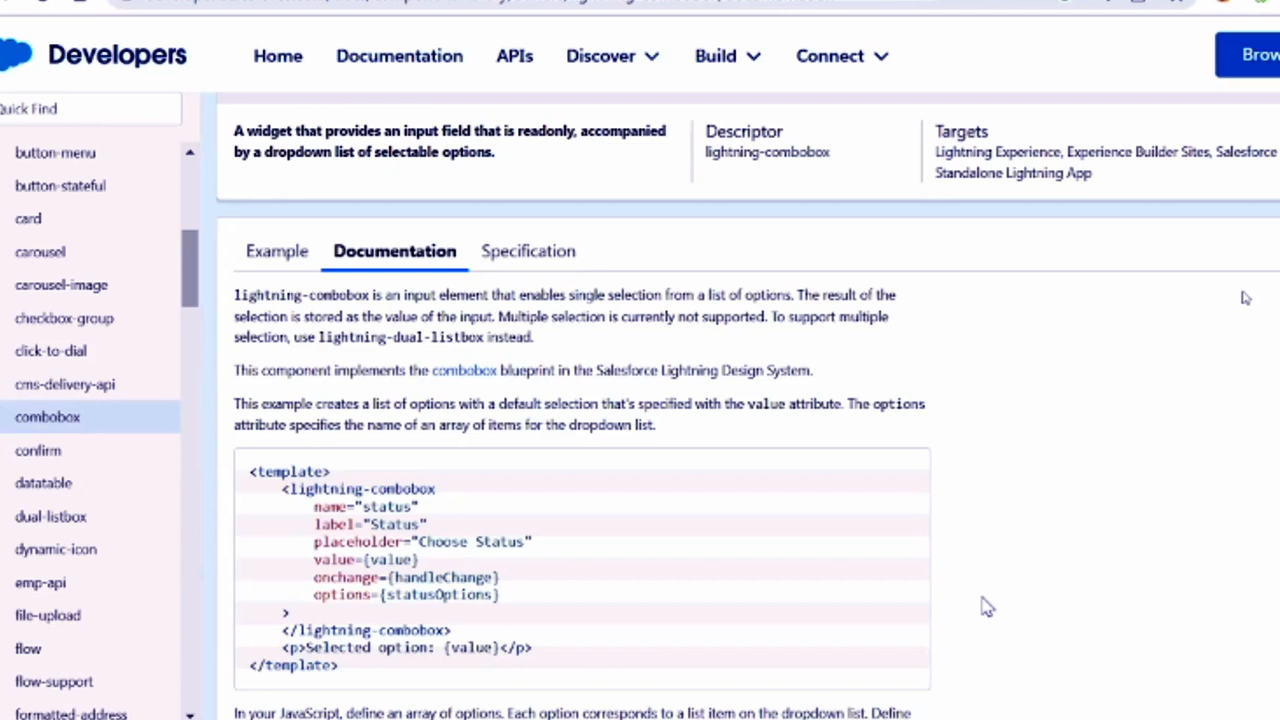 Developers
Home
Documentation
APIs
Discover
Build
Connect
Quick Find
button-menu
button-stateful
card
carousel
carousel-image
checkbox-group
click-to-dial
cms-delivery-api
combobox
confirm
datatable
dual-listbox
dynamic-icon
emp-api
file-upload
flow
flow-support
formatted-address
A widget that provides an input field that is readonly, accompanied
by a dropdown list of selectable options.
Descriptor
lightning-combobox
Targets
Lightning Experience, Experience Builder Sites, Salesforce
Standalone Lightning App
Example
Documentation
Specification
lightning-combobox is an input element that enables single selection from a list of options. The result of the
selection is stored as the value of the input. Multiple selection is currently not supported. To support multiple
selection, use lightning-dual-listbox instead.
This component implements the combobox blueprint in the Salesforce Lightning Design System.
This example creates a list of options with a default selection that's specified with the value attribute. The options
attribute specifies the name of an array of items for the dropdown list.
<template>
<lightning-combobox
name="status"
label="Status"
placeholder="Choose Status"
value={value}
onchange={handleChange}
options={statusOptions}
>
</lightning-combobox>
<p>Selected option: {value}</p>
</template>
In your JavaScript, define an array of options. Each option corresponds to a list item on the dropdown list. Define